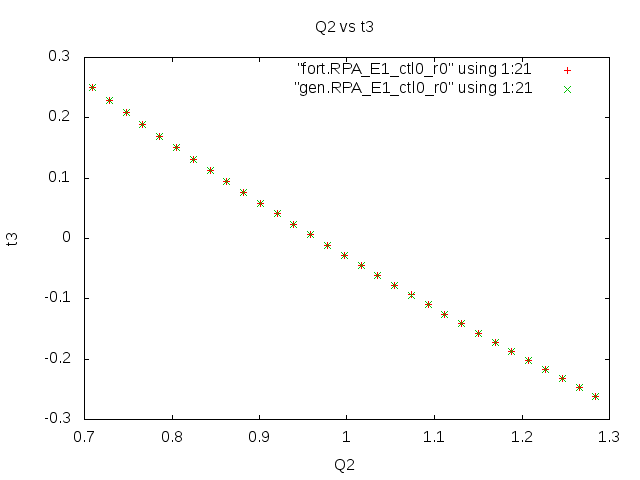 Q2 vs t3
"fort.RPA_E1_ctl0_r0" using 1:21
"gen.RPA_E1_ctl0_r0" using 1:21
0.3
0.2
0.1
0
-0.1
-0.2
-0.3
t3
0.7 0.8 0.9 1 1.1 1.2 1.3
Q2